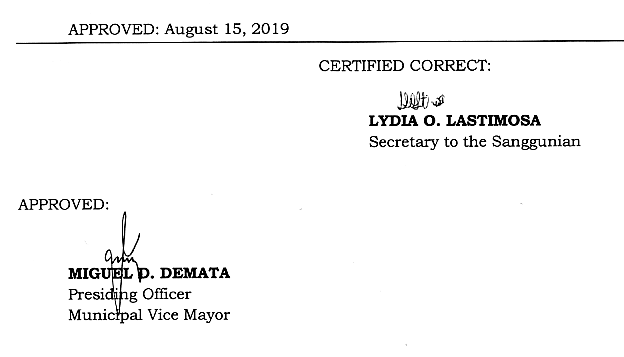 APPROVED: August 15, 2019
CERTIFIED CORRECT:
LYDIA O. LASTIMOSA
Secretary to the Sanggunian
APPROVED:
MIGUEL D. DEMATA
Presiding Officer
Municipal Vice Mayor